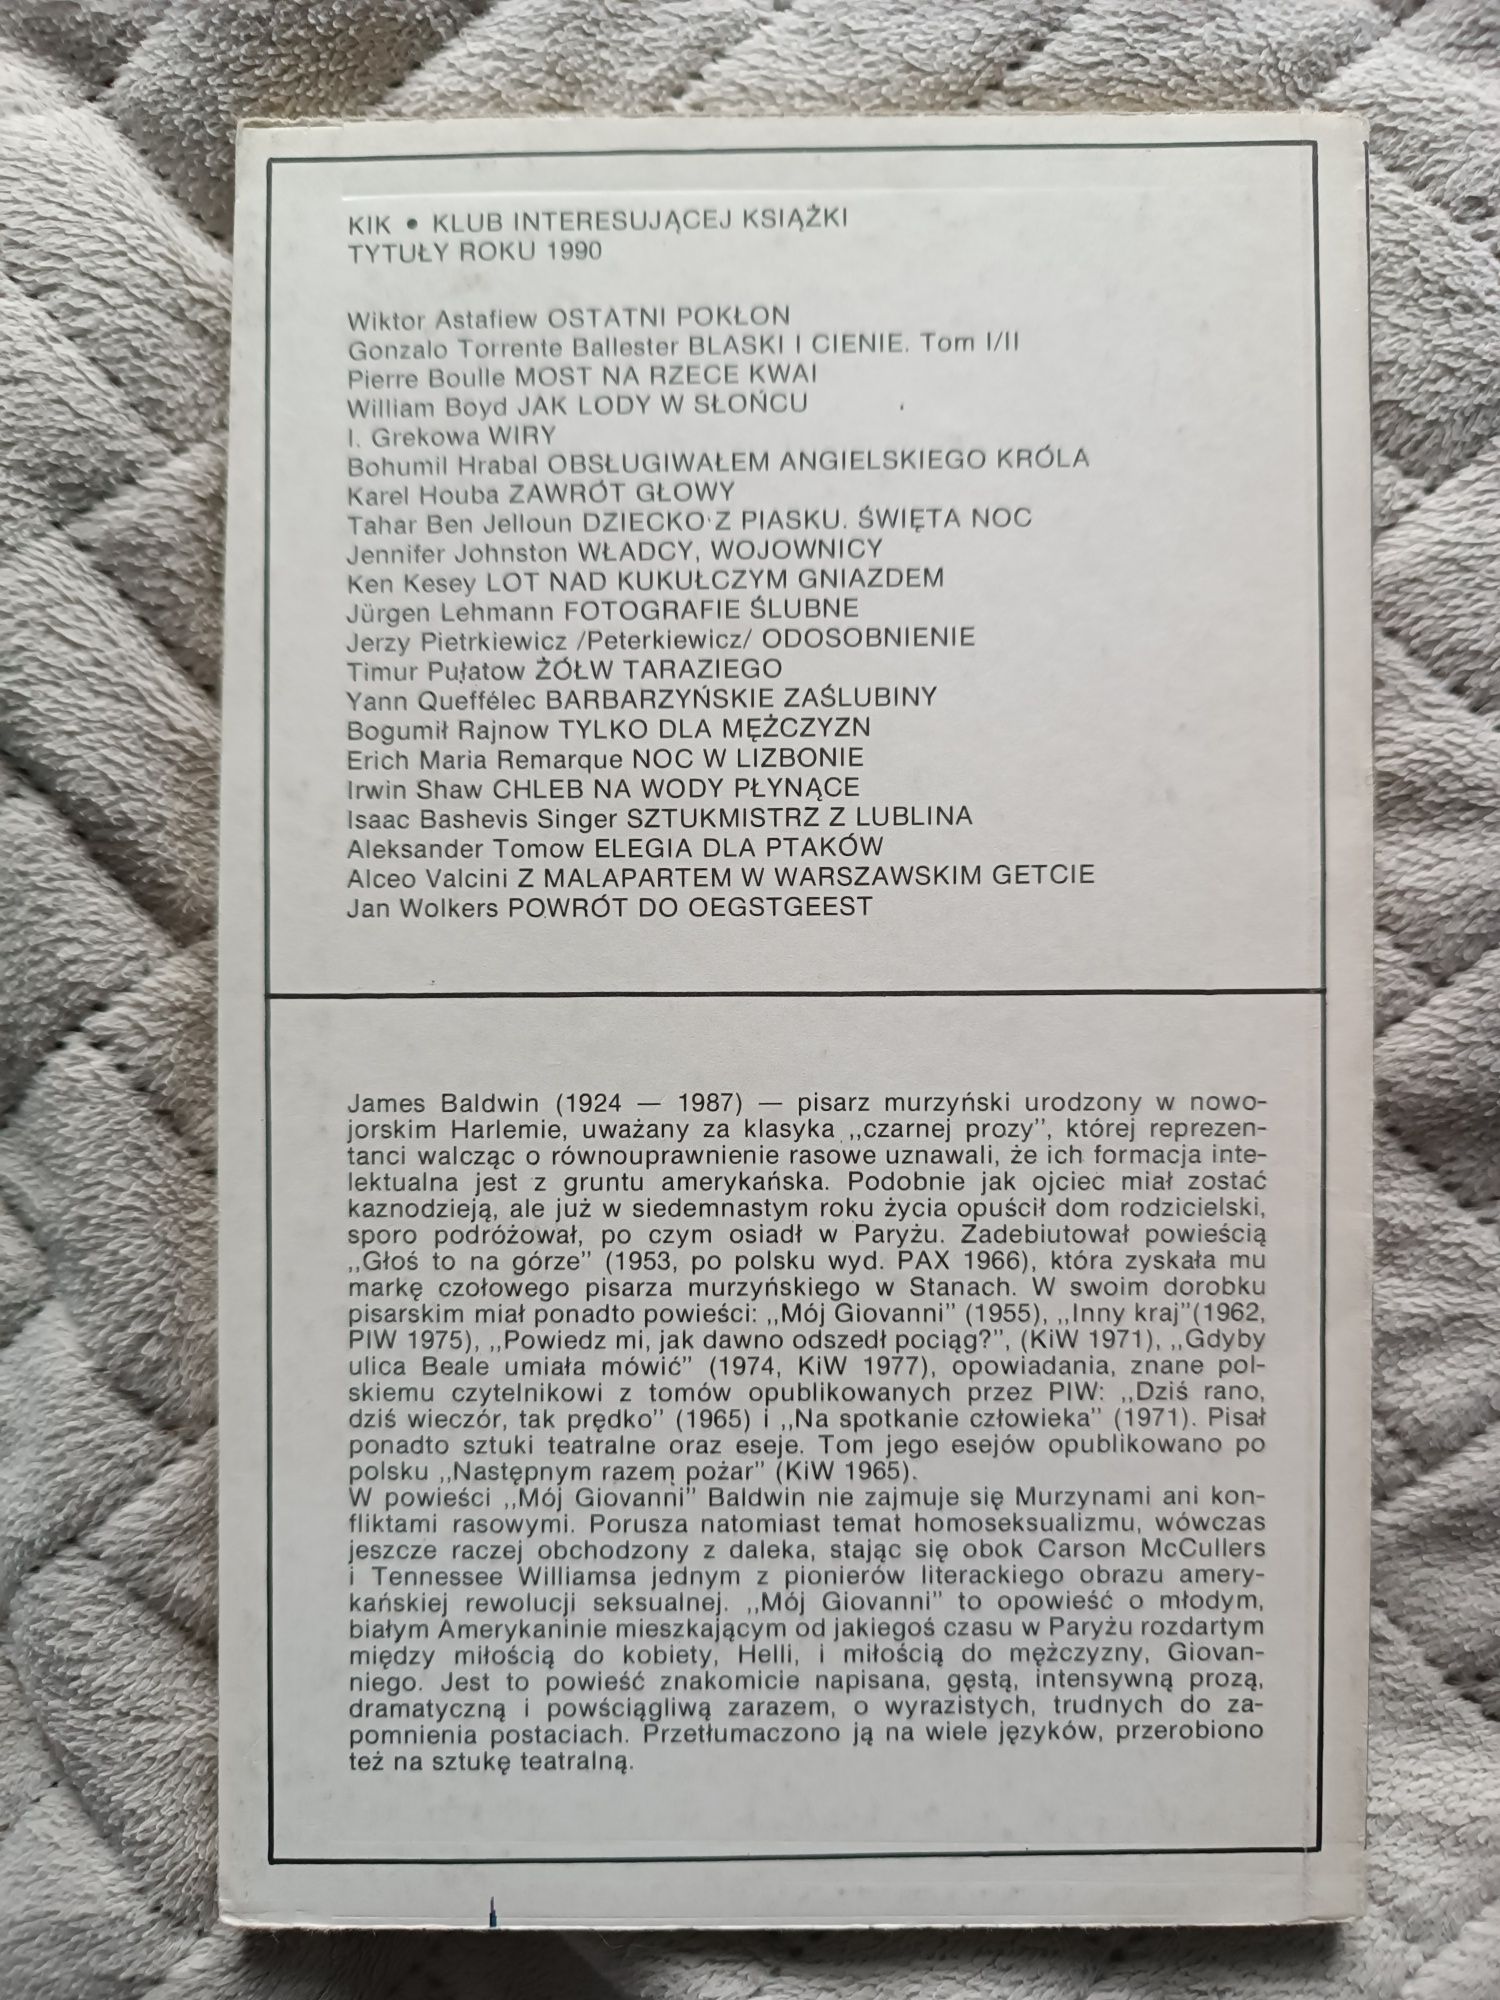 KIK • KLUB INTERESUJĄCEJ KSIĄŻKI
TYTUŁY ROKU 1990
Wiktor Astafiew OSTATNI POKŁON
Gonzalo Torrente Ballester BLASKI I CIENIE. Tom I/II
Pierre Boulle MOST NA RZECE KWAI
William Boyd JAK LODY W SŁOŃCU
I. Grekowa WIRY
Bohumil Hrabal OBSŁUGIWAŁEM ANGIELSKIEGO KRÓLA
Karel Houba ZAWRÓT GŁOWY
Tahar Ben Jelloun DZIECKO Z PIASKU. ŚWIĘTA NOC
Jennifer Johnston WŁADCY, WOJOWNICY
Ken Kesey LOT NAD KUKUŁCZYM GNIAZDEM
Jürgen Lehmann FOTOGRAFIE ŚLUBNE
Jerzy Pietrkiewicz /Peterkiewicz/ ODOSOBNIENIE
Timur Pułatow ŻÓŁW TARAZIEGO
Yann Queffélec BARBARZYŃSKIE ZAŚLUBINY
Bogumił Rajnow TYLKO DLA MĘŻCZYZN
Erich Maria Remarque NOC W LIZBONIE
Irwin Shaw CHLEB NA WODY PŁYNĄCE
Isaac Bashevis Singer SZTUKMISTRZ Z LUBLINA
Aleksander Tomow ELEGIA DLA PTAKÓW
Alceo Valcini Z MALAPARTEM W WARSZAWSKIM GETCIE
Jan Wolkers POWRÓT DO OEGSTGEEST
James Baldwin (1924 — 1987) — pisarz murzyński urodzony w nowo-
jorskim Harlemie, uważany za klasyka „czarnej prozy”, której reprezen-
tanci walcząc o równouprawnienie rasowe uznawali, że ich formacja inte-
lektualna jest z gruntu amerykańska. Podobnie jak ojciec miał zostać
kaznodzieją, ale już w siedemnastym roku życia opuścił dom rodzicielski,
sporo podróżował, po czym osiadł w Paryżu. Zadebiutował powieścią
„Głoś to na górze” (1953, po polsku wyd. PAX 1966), która zyskała mu
markę czołowego pisarza murzyńskiego w Stanach. W swoim dorobku
pisarskim miał ponadto powieści: „Mój Giovanni” (1955), „Inny kraj”(1962,
PIW 1975), „Powiedz mi, jak dawno odszedł pociąg?”, (KiW 1971), „Gdyby
ulica Beale umiała mówić” (1974, KiW 1977), opowiadania, znane pol-
skiemu czytelnikowi z tomów opublikowanych przez PIW: „Dziś rano,
dziś wieczór, tak prędko” (1965) i „Na spotkanie człowieka” (1971). Pisał
ponadto sztuki teatralne oraz eseje. Tom jego esejów opublikowano po
polsku „Następnym razem pożar” (KiW 1965).
W powieści „Mój Giovanni” Baldwin nie zajmuje się Murzynami ani kon-
fliktami rasowymi. Porusza natomiast temat homoseksualizmu, wówczas
jeszcze raczej obchodzony z daleka, stając się obok Carson McCullers
i Tennessee Williamsa jednym z pionierów literackiego obrazu amery-
kańskiej rewolucji seksualnej. „Mój Giovanni” to opowieść o młodym,
białym Amerykaninie mieszkającym od jakiegoś czasu w Paryżu rozdartym
między miłością do kobiety, Helli, i miłością do mężczyzny, Giovan-
niego. Jest to powieść znakomicie napisana, gęstą, intensywną prozą,
dramatyczną i powściągliwą zarazem, o wyrazistych, trudnych do za-
pomnienia postaciach. Przetłumaczono ją na wiele języków, przerobiono
też na sztukę teatralną.